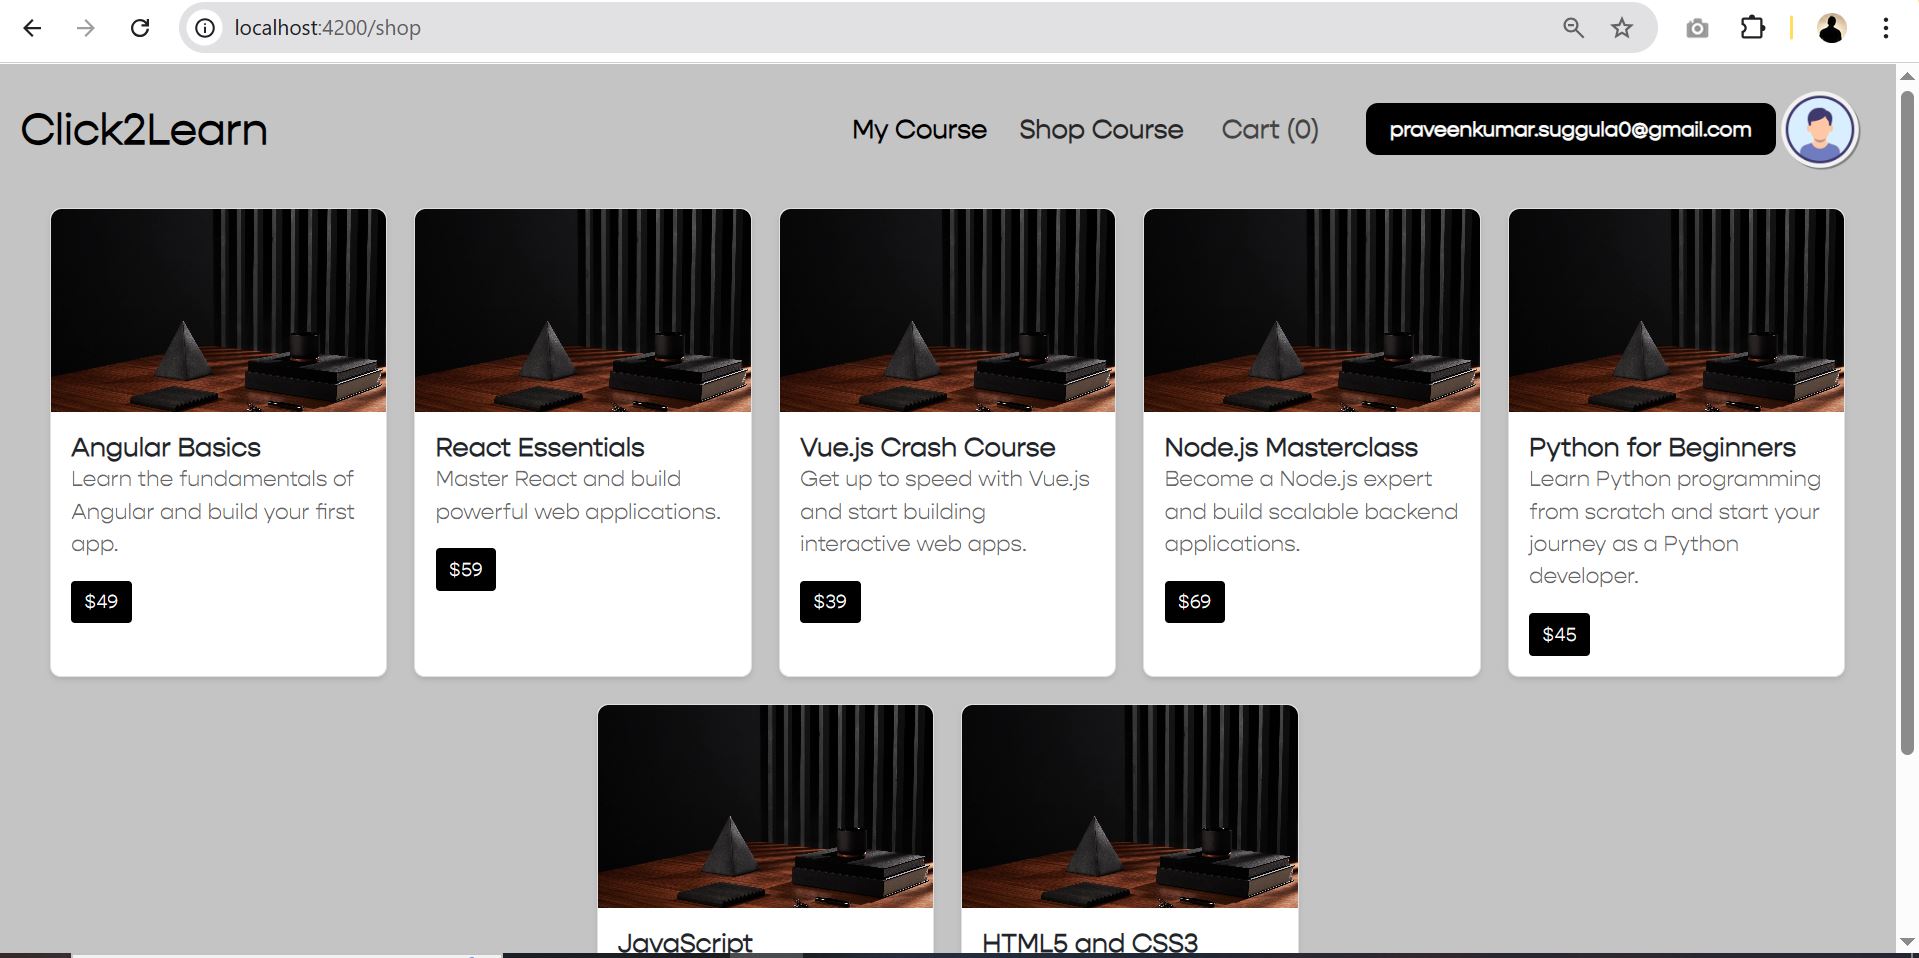 localhost:4200/shop
Click2Learn
My Course
Shop Course
Cart (0)
praveenkumar.suggula0@gmail.com
Angular Basics
Learn the fundamentals of
Angular and build your first
app.
$49
React Essentials
Master React and build
powerful web applications.
$59
Vue.js Crash Course
Get up to speed with Vue.js
and start building
interactive web apps.
$39
Node.js Masterclass
Become a Node.js expert
and build scalable backend
applications.
$69
Python for Beginners
Learn Python programming
from scratch and start your
journey as a Python
developer.
$45
JavaScript
HTML5 and CSS3